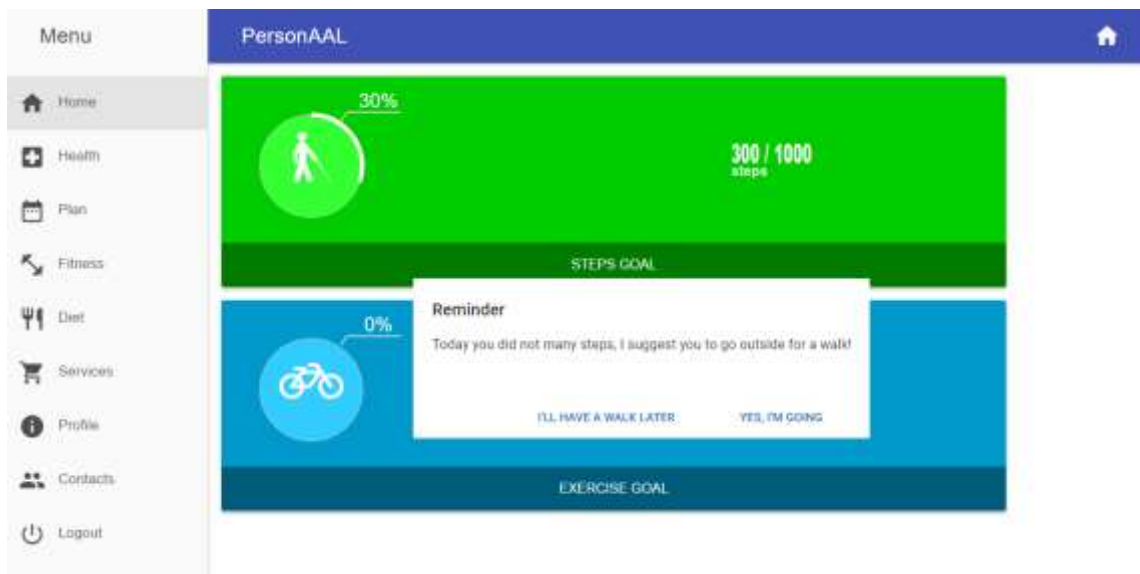 Menu
PersonAAL
Home
Health
Plan
Fitness
Diet
Services
Profile
Contacts
Logout
30%
300 / 1000
steps
STEPS GOAL
0%
Reminder
Today you did not many steps, I suggest you to go outside for a walk!
I'LL HAVE A WALK LATER
YES, I'M GOING
EXERCISE GOAL